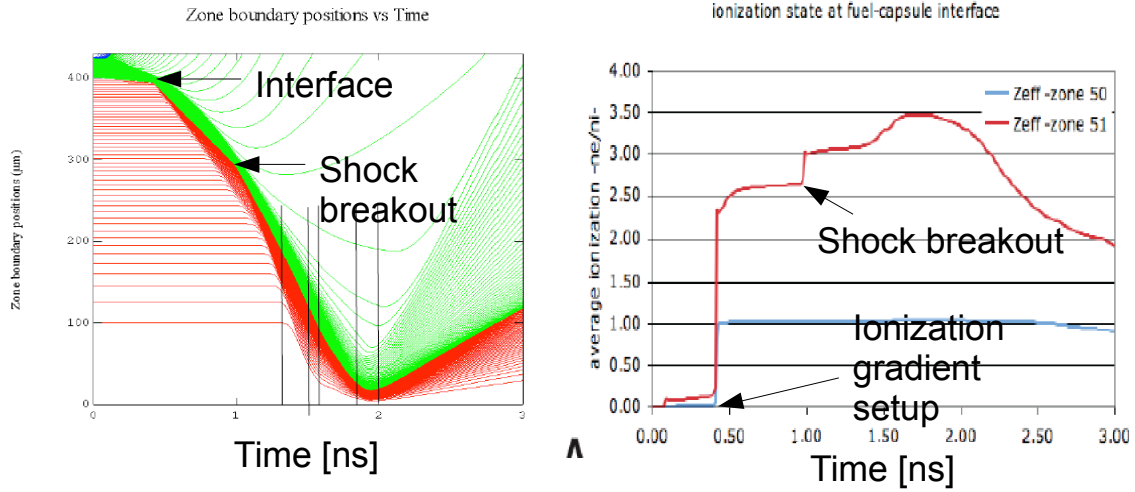 Zone boundary positions vs Time
Zone boundary positions (μm)
400
300
200
100
0
Interface
Shock
breakout
0
1
2
3
Time [ns]
ionization state at fuel-capsule interface
average ionization -ne/ni-
4.00
3.50
3.00
2.50
2.00
1.50
1.00
0.50
0.00
Zeff -zone 50
Zeff -zone 51
Shock breakout
Ionization
gradient
setup
0.00
0.50
1.00
1.50
2.00
2.50
3.00
Time [ns]